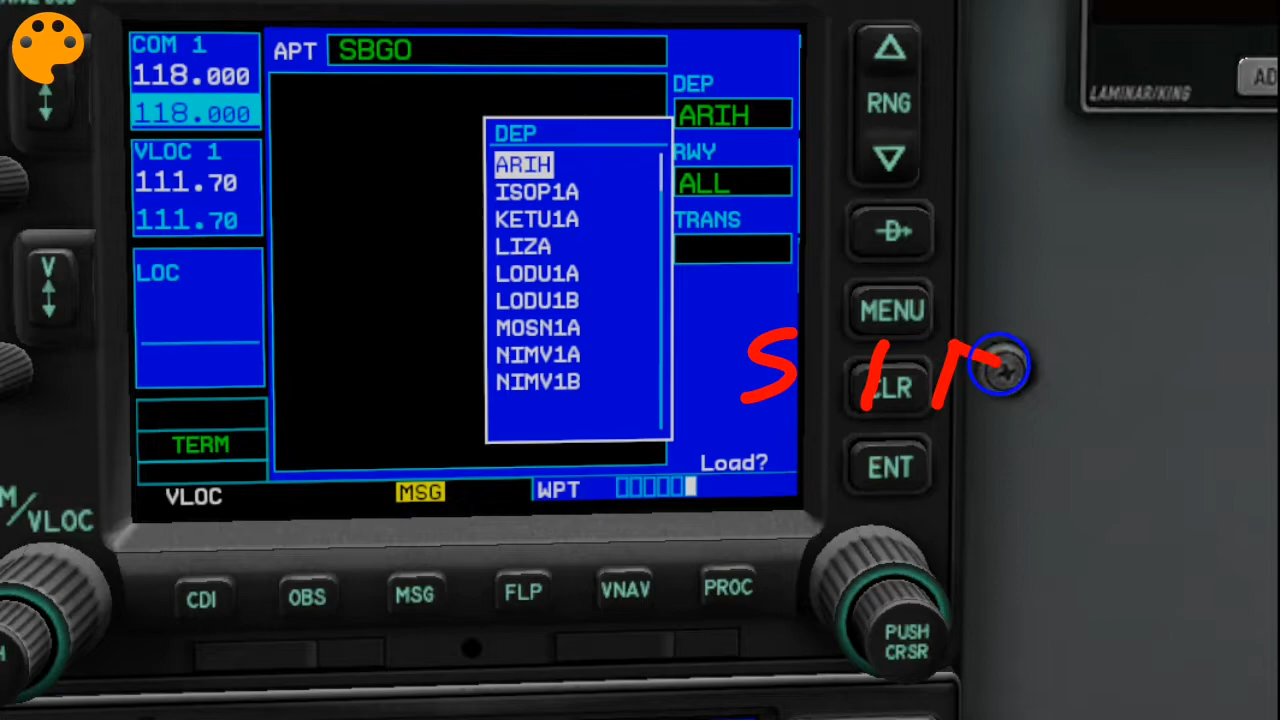 COM 1
118.000
118.000
VLOC 1
111.70
111.70
LOC
TERM
VLOC
APT SBGO
DEP
ARIH
ISOP1A
KETU1A
LIZA
LODU1A
LODU1B
MOSN1A
NIMV1A
NIMV1B
DEP
ARIH
RWY
ALL
TRANS
Load?
MSG
WPT
RNG
D
MENU
CLR
ENT
V
M/VLOC
CDI
OBS
MSG
FLP
VNAV
PROC
PUSH
CRSR
LAMINAR/KING